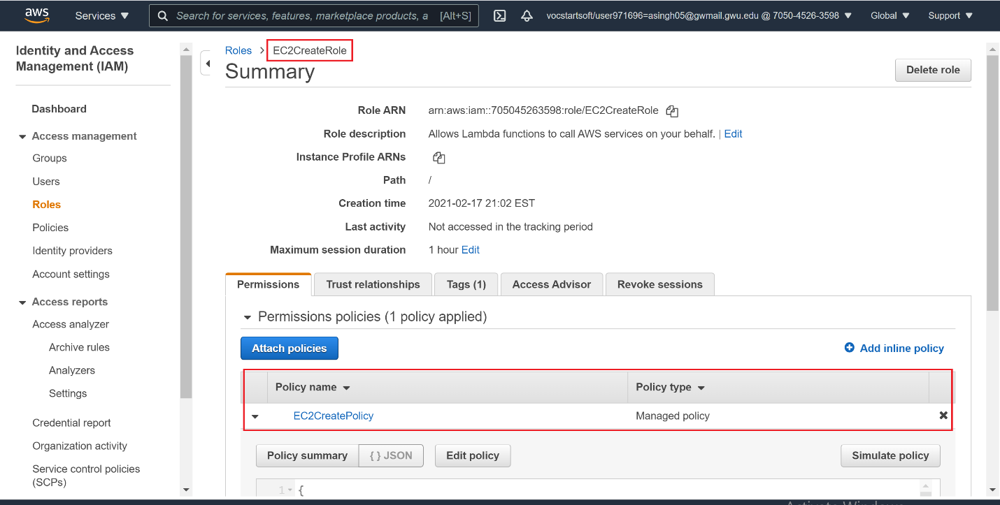 aws
Services
Search for services, features, marketplace products, a [Alt+S]
vocstartsoft/user971696=asingh05@gwmail.gwu.edu @ 7050-4526-3598
Global
Support
Identity and Access
Management (IAM)
Dashboard
Access management
Groups
Users
Roles
Policies
Identity providers
Account settings
Access reports
Access analyzer
Archive rules
Analyzers
Settings
Credential report
Organization activity
Service control policies
(SCPs)
Roles > EC2CreateRole
Summary
Delete role
Role ARN arn:aws:iam::705045263598:role/EC2CreateRole
Role description Allows Lambda functions to call AWS services on your behalf. | Edit
Instance Profile ARNs
Path /
Creation time 2021-02-17 21:02 EST
Last activity Not accessed in the tracking period
Maximum session duration 1 hour Edit
Permissions
Trust relationships
Tags (1)
Access Advisor
Revoke sessions
Permissions policies (1 policy applied)
Attach policies
Add inline policy
Policy name Policy type
EC2CreatePolicy Managed policy
Policy summary { } JSON Edit policy Simulate policy
1 {
Activate Windows